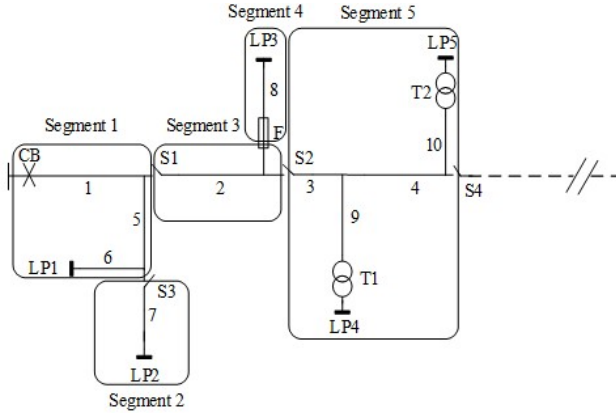 Segment 4
Segment 5
LP3
LP5
T2
8
Segment 1
Segment 3
F
CB
S1
S2
10
1
2
3
4
S4
5
9
6
LP1
T1
S3
7
LP4
LP2
Segment 2